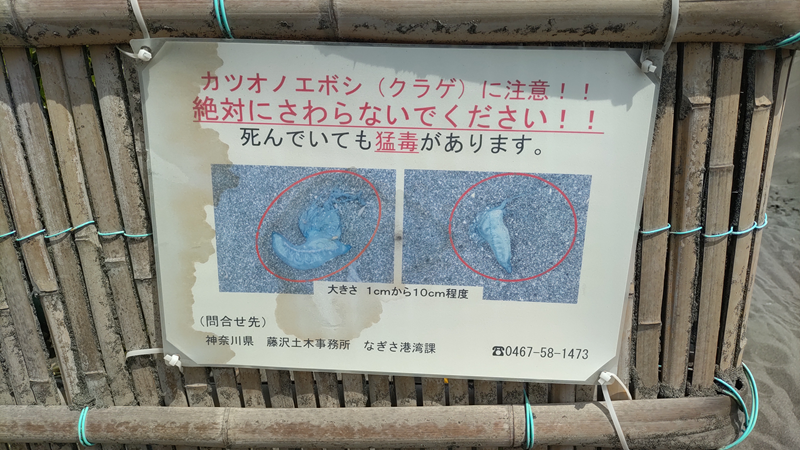 カツオノエボシ（クラゲ）に注意！！
絶対にさわらないでください！！
死んでいても猛毒があります。
大きさ 1cmから10cm程度
（問合せ先）
神奈川県 藤沢土木事務所 なぎさ港湾課 ☎0467-58-1473